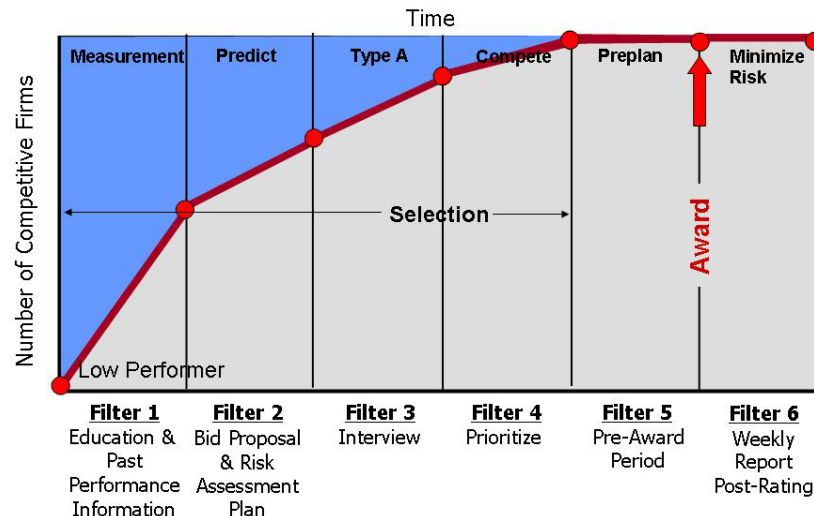 Time
Measurement
Predict
Type A
Compete
Preplan
Minimize
Risk
Number of Competitive Firms
Selection
Award
Low Performer
Filter 1
Education &
Past
Performance
Information
Filter 2
Bid Proposal
& Risk
Assessment
Plan
Filter 3
Interview
Filter 4
Prioritize
Filter 5
Pre-Award
Period
Filter 6
Weekly
Report
Post-Rating